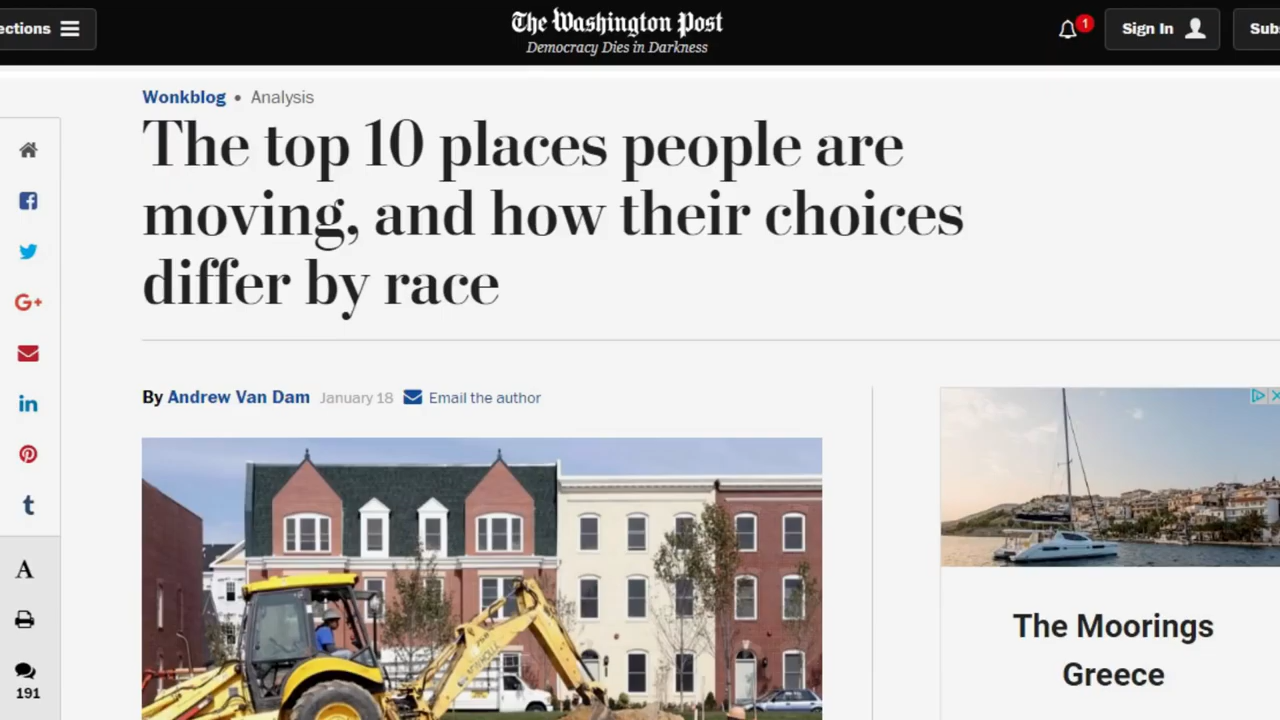 ections
The Washington Post
Democracy Dies in Darkness
1
Sign In
Sub
Wonkblog • Analysis
The top 10 places people are
moving, and how their choices
differ by race
By Andrew Van Dam January 18 Email the author
G+
in
t
A
191
The Moorings
Greece